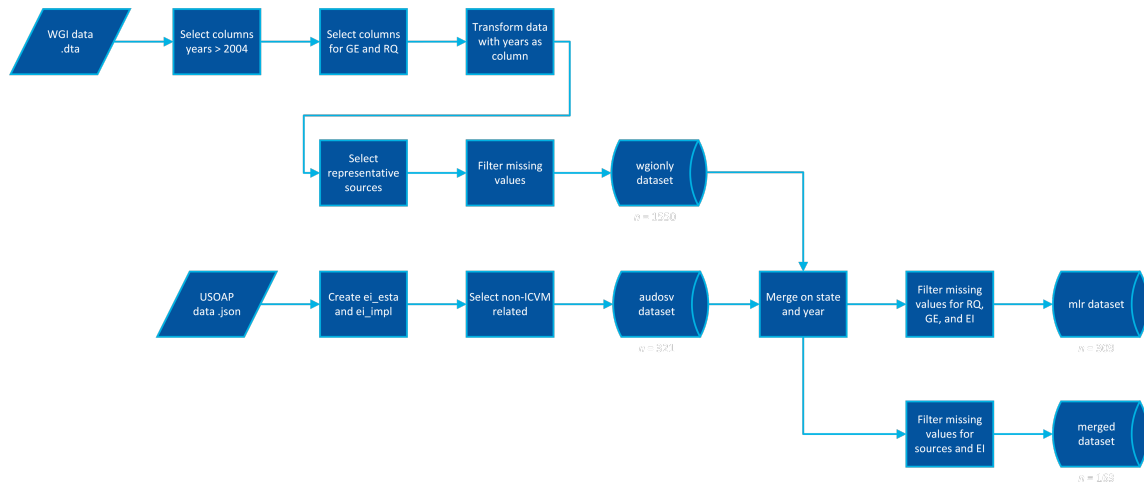 WGI data
.dta
Select columns
years > 2004
Select columns
for GE and RQ
Transform data
with years as
column
Select
representative
sources
Filter missing
values
wgionly
dataset
n = 1550
USOAP
data .json
Create ei_esta
and ei_impl
Select non-ICVM
related
audosv
dataset
n = 321
Merge on state
and year
Filter missing
values for RQ,
GE, and EI
mlr dataset
Filter missing
values for
sources and EI
merged
dataset
n = 163